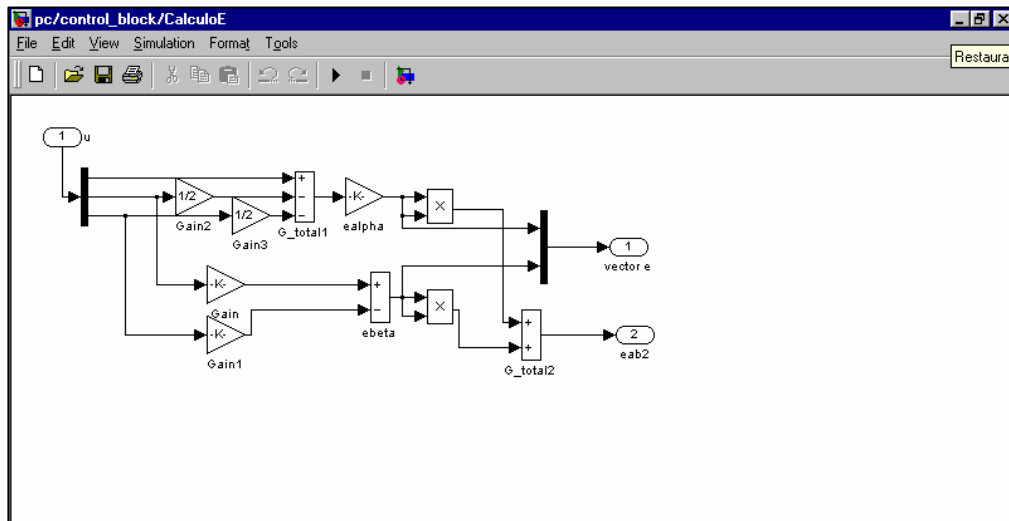 pc/control_block/CalculoE
File Edit View Simulation Format Tools
Restaura
1
u
+
1/2
−
1/2
−
-K-
×
Gain2
G_total1
ealpha
Gain3
1
vector e
-K-
+
−
×
Gain
ebeta
-K-
+
+
2
Gain1
G_total2
eab2